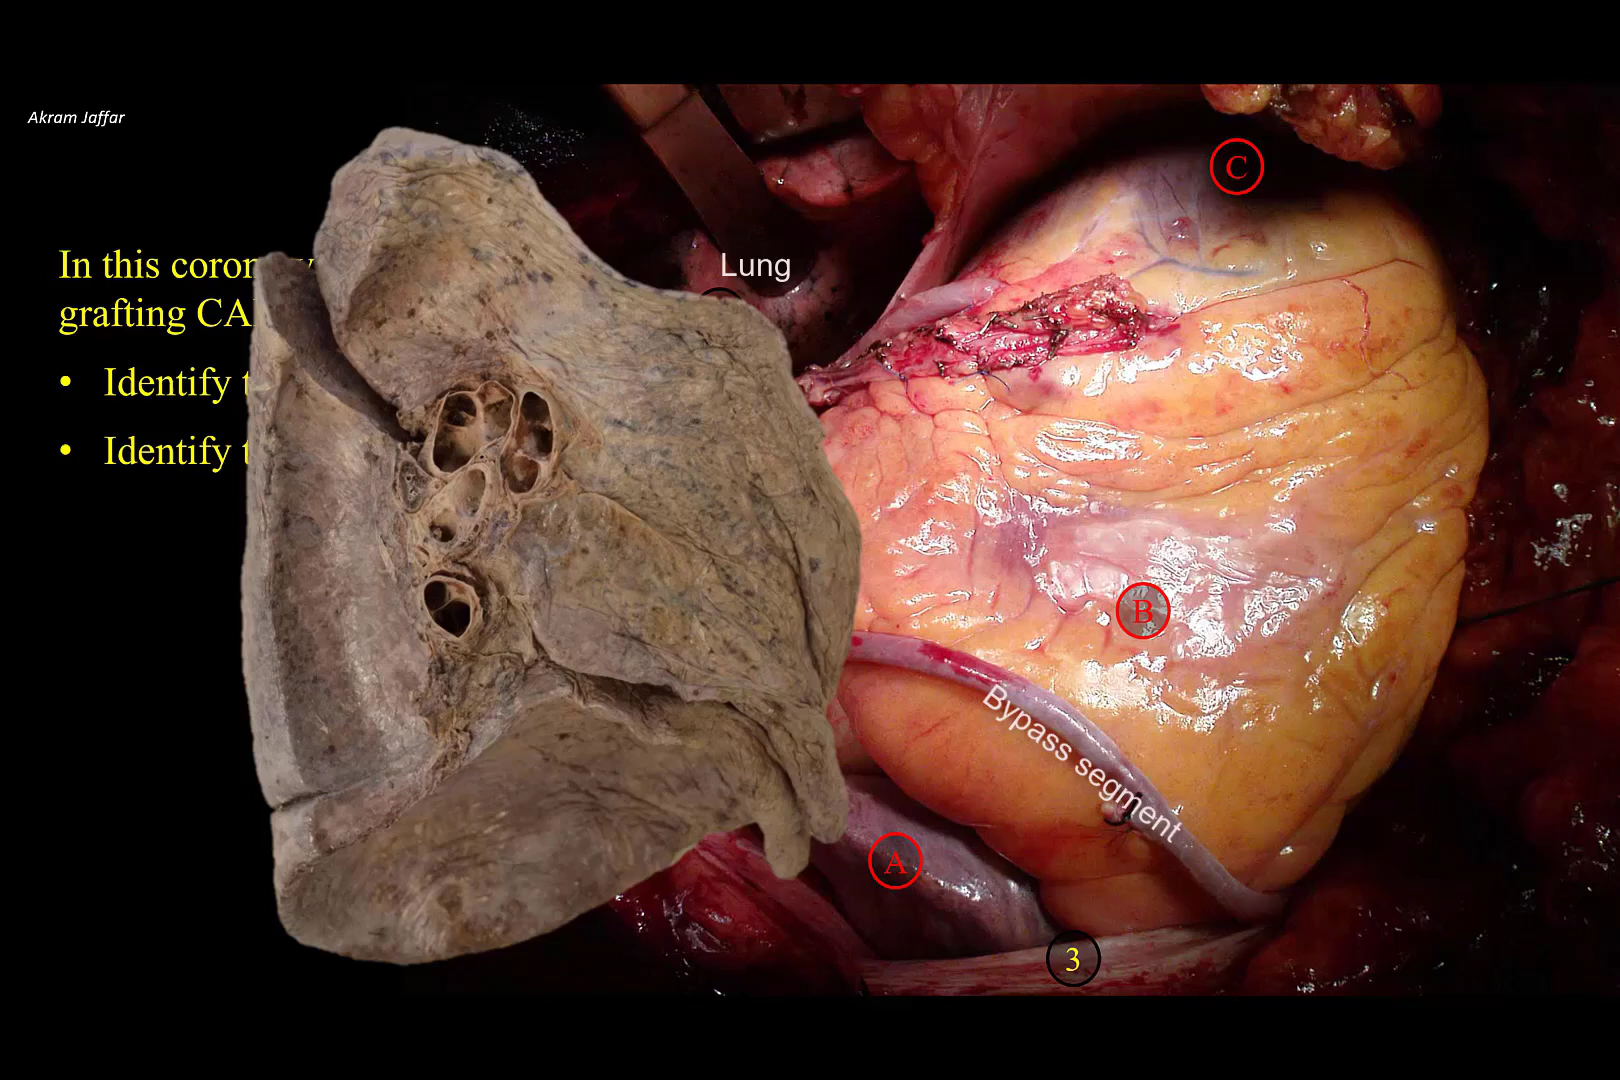 Akram Jaffar
In this coron
grafting CA
• Identify t
• Identify t
Lung
Bypass segment
A
B
C
3